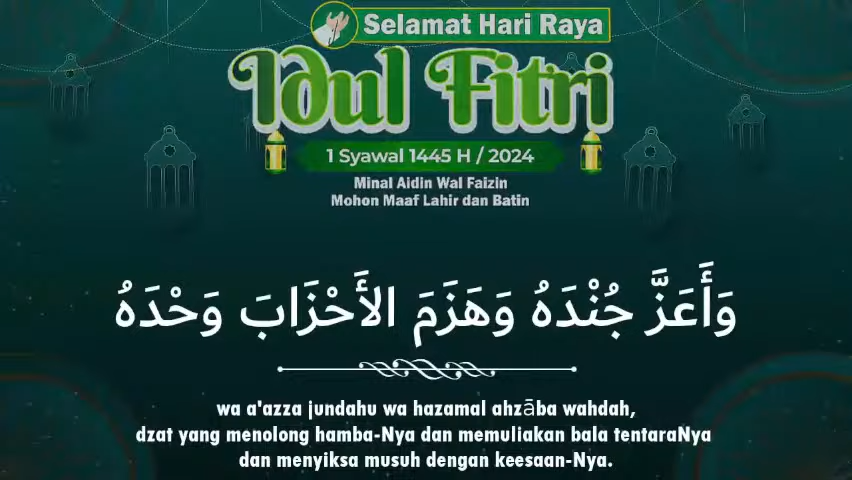 Selamat Hari Raya
Idul Fitri
1 Syawal 1445 H / 2024
Minal Aidin Wal Faizin
Mohon Maaf Lahir dan Batin
وَأَعَزَّ جُنْدَهُ وَهَزَمَ الأَحْزَابَ وَحْدَهُ
wa a'azza jundahu wa hazamal ahzāba wahdah,
dzat yang menolong hamba-Nya dan memuliakan bala tentaraNya
dan menyiksa musuh dengan keesaan-Nya.